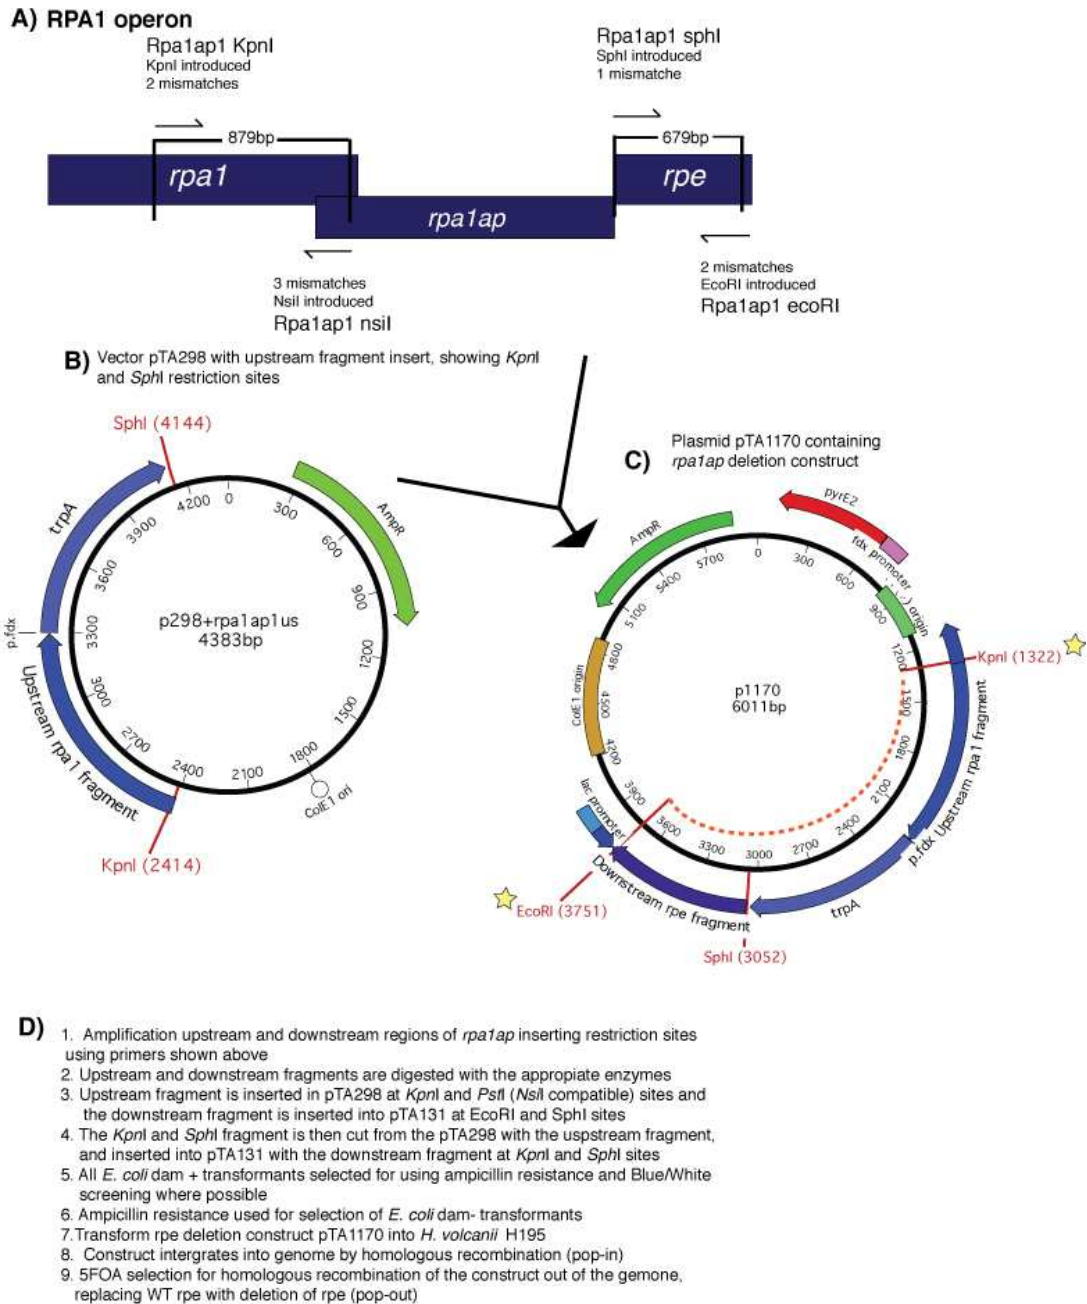 A) RPA1 operon
Rpa1ap1 KpnI
KpnI introduced
2 mismatches
Rpa1ap1 sphI
SphI introduced
1 mismatche
879bp
679bp
rpa1
rpe
rpa1ap
3 mismatches
NsiI introduced
Rpa1ap1 nsiI
2 mismatches
EcoRI introduced
Rpa1ap1 ecoRI
B) Vector pTA298 with upstream fragment insert, showing KpnI
and SphI restriction sites
SphI (4144)
trpA
AmpR
p.fdx
Upstream rpa1 fragment
KpnI (2414)
ColE1 ori
0
300
600
900
1200
1500
1800
2100
2400
2700
3000
3300
3600
3900
4200
p298+rpa1ap1us
4383bp
C) Plasmid pTA1170 containing
rpa1ap deletion construct
pyrE2
fdx promoter
origin
AmpR
ColE1 origin
lac promoter
KpnI (1322)
Upstream rpa1 fragment
p.fdx
trpA
SphI (3052)
Downstream rpe fragment
EcoRI (3751)
0
300
600
900
1200
1500
1800
2100
2400
2700
3000
3300
3600
3900
4200
4500
4800
5100
5400
5700
p1170
6011bp
D) 1. Amplification upstream and downstream regions of rpa1ap inserting restriction sites
using primers shown above
2. Upstream and downstream fragments are digested with the appropiate enzymes
3. Upstream fragment is inserted in pTA298 at KpnI and PstI (NsiI compatible) sites and
the downstream fragment is inserted into pTA131 at EcoRI and SphI sites
4. The KpnI and SphI fragment is then cut from the pTA298 with the uspstream fragment,
and inserted into pTA131 with the downstream fragment at KpnI and SphI sites
5. All E. coli dam + transformants selected for using ampicillin resistance and Blue/White
screening where possible
6. Ampicillin resistance used for selection of E. coli dam- transformants
7.Transform rpe deletion construct pTA1170 into H. volcanii H195
8. Construct intergrates into genome by homologous recombination (pop-in)
9. 5FOA selection for homologous recombination of the construct out of the gemone,
replacing WT rpe with deletion of rpe (pop-out)